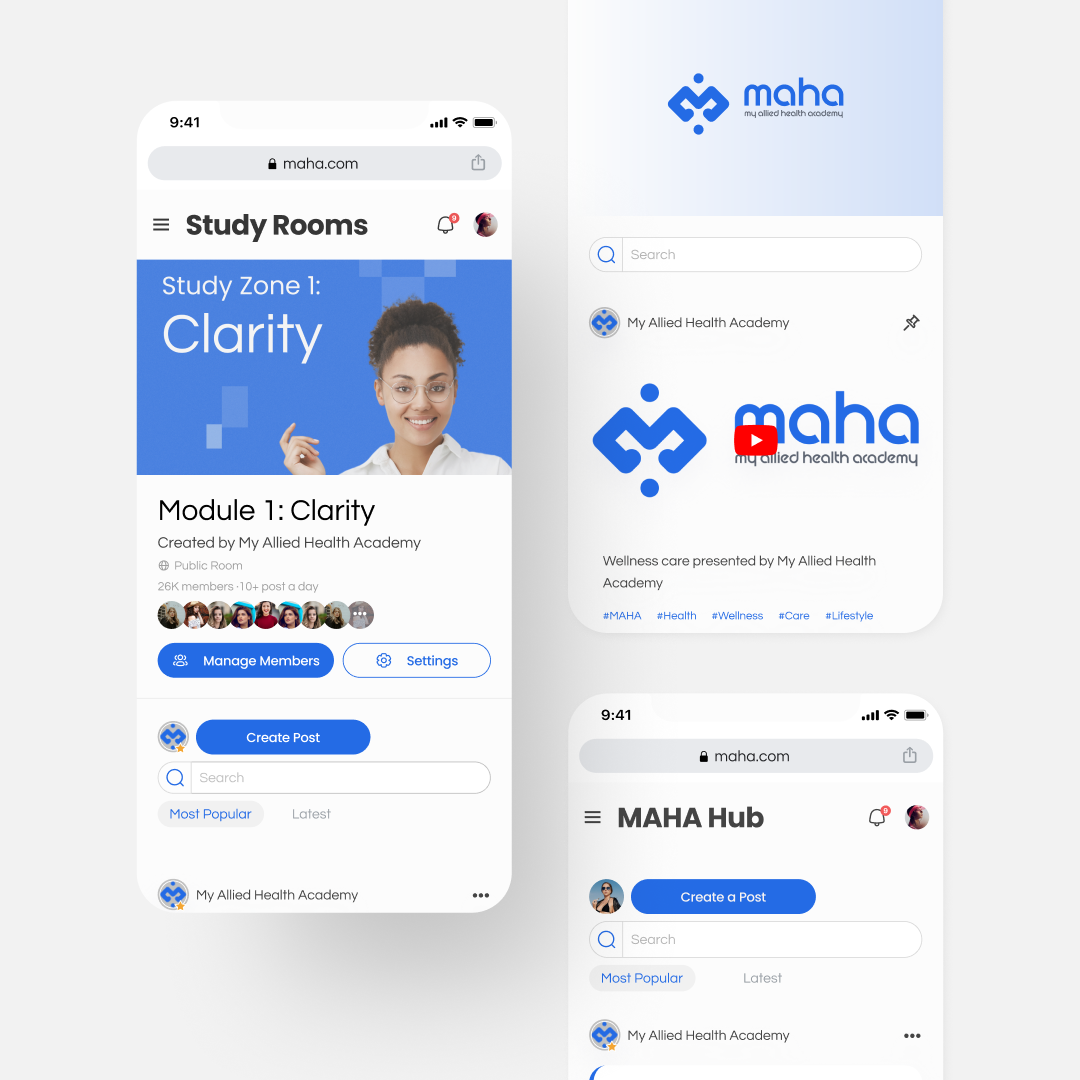 9:41
maha.com
Study Rooms
9
Study Zone 1:
Clarity
Module 1: Clarity
Created by My Allied Health Academy
Public Room
26K members ·10+ post a day
Manage Members
Settings
Create Post
Search
Most Popular
Latest
My Allied Health Academy
maha
my allied health academy
Search
My Allied Health Academy
maha
my allied health academy
Wellness care presented by My Allied Health
Academy
#MAHA #Health #Wellness #Care #Lifestyle
9:41
maha.com
MAHA Hub
9
Create a Post
Search
Most Popular
Latest
My Allied Health Academy